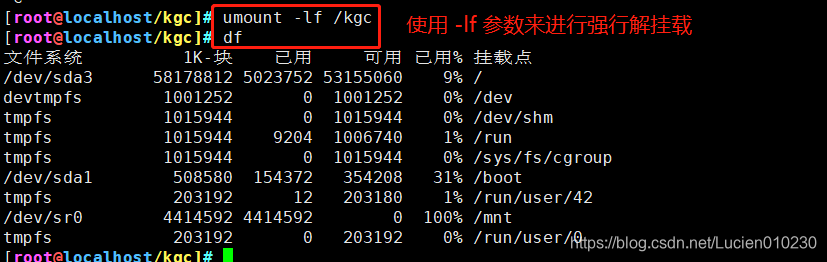 [root@localhost/kgc]# umount -lf /kgc 使用 -lf 参数来进行强行解挂载
[root@localhost/kgc]# df
文件系统 1K-块 已用 可用 已用% 挂载点
/dev/sda3 58178812 5023752 53155060 9% /
devtmpfs 1001252 0 1001252 0% /dev
tmpfs 1015944 0 1015944 0% /dev/shm
tmpfs 1015944 9204 1006740 1% /run
tmpfs 1015944 0 1015944 0% /sys/fs/cgroup
/dev/sda1 508580 154372 354208 31% /boot
tmpfs 203192 12 203180 1% /run/user/42
/dev/sr0 4414592 4414592 0 100% /mnt
tmpfs 203192 0 203192 0% /run/user/0
[root@localhost/kgc]#
https://blog.csdn.net/Lucien010230